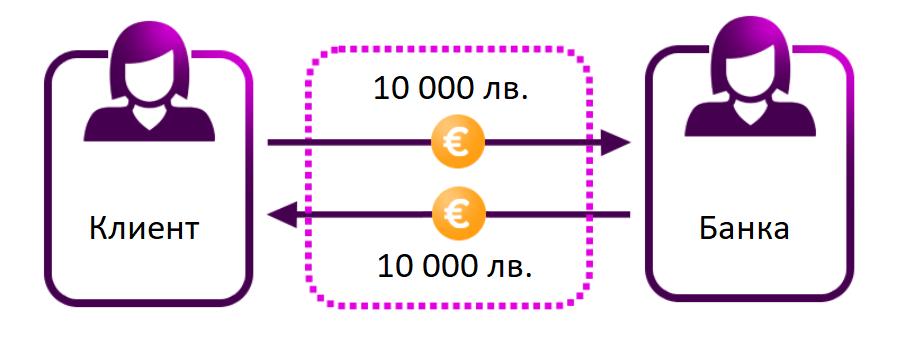 10 000 лв.
€
€
Клиент
Банка
10 000 лв.